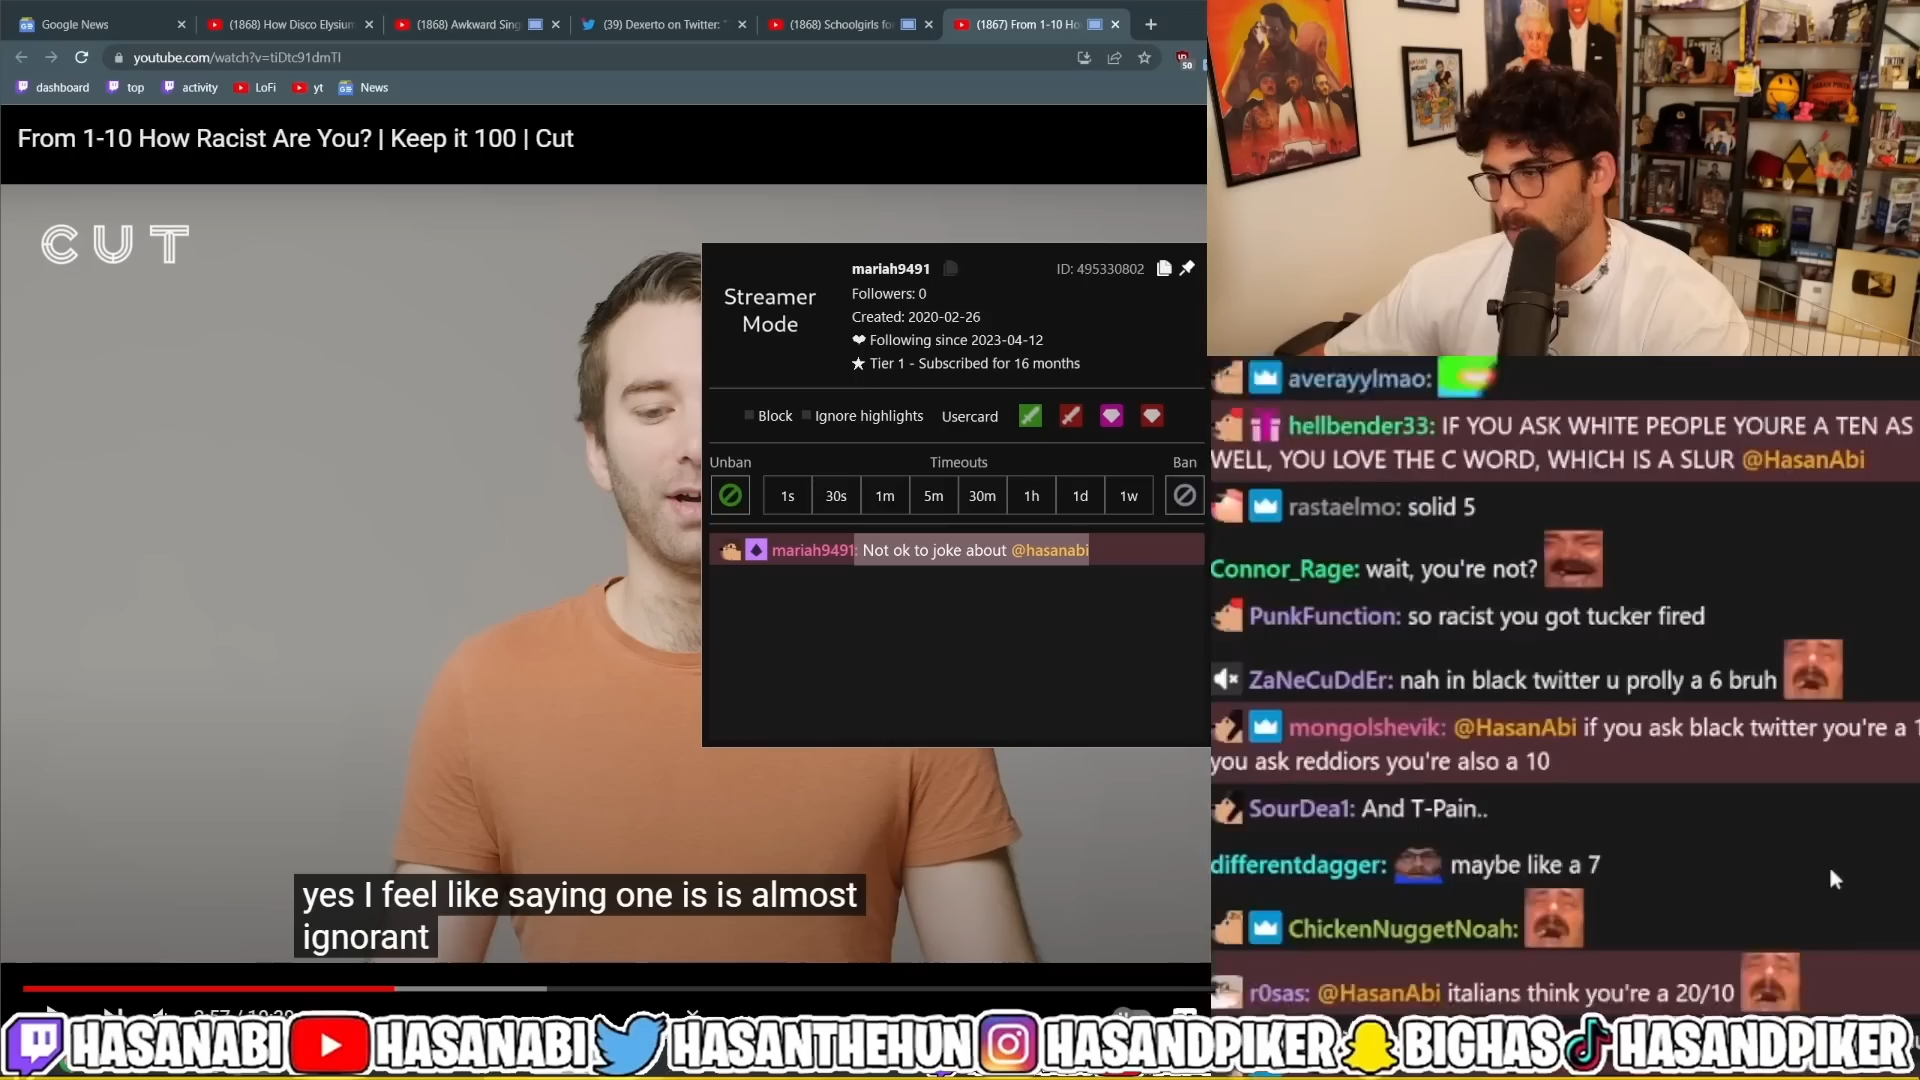 Google News
(1868) How Disco Elysium
(1868) Awkward Sing
(39) Dexerto on Twitter: "
(1868) Schoolgirls fo
(1867) From 1-10 Ho
youtube.com/watch?v=tiDtc91dmTI
50
dashboard
top
activity
LoFi
yt
News
From 1-10 How Racist Are You? | Keep it 100 | Cut
CUT
Streamer
Mode
mariah9491
ID: 495330802
Followers: 0
Created: 2020-02-26
Following since 2023-04-12
Tier 1 - Subscribed for 16 months
Block
Ignore highlights
Usercard
Unban
Timeouts
Ban
1s
30s
1m
5m
30m
1h
1d
1w
mariah9491: Not ok to joke about @hasanabi
yes I feel like saying one is is almost
ignorant
averayylmao:
hellbender33: IF YOU ASK WHITE PEOPLE YOURE A TEN AS
WELL, YOU LOVE THE C WORD, WHICH IS A SLUR @HasanAbi
rastaelmo: solid 5
Connor_Rage: wait, you're not?
PunkFunction: so racist you got tucker fired
ZaNeCuDdEr: nah in black twitter u prolly a 6 bruh
mongolshevik: @HasanAbi if you ask black twitter you're a
you ask reddiors you're also a 10
SourDea1: And T-Pain..
differentdagger: maybe like a 7
ChickenNuggetNoah:
r0sas: @HasanAbi italians think you're a 20/10
HASANABI
HASANABI
HASANTHEHUN
HASANDPIKER
BIGHAS
HASANDPIKER